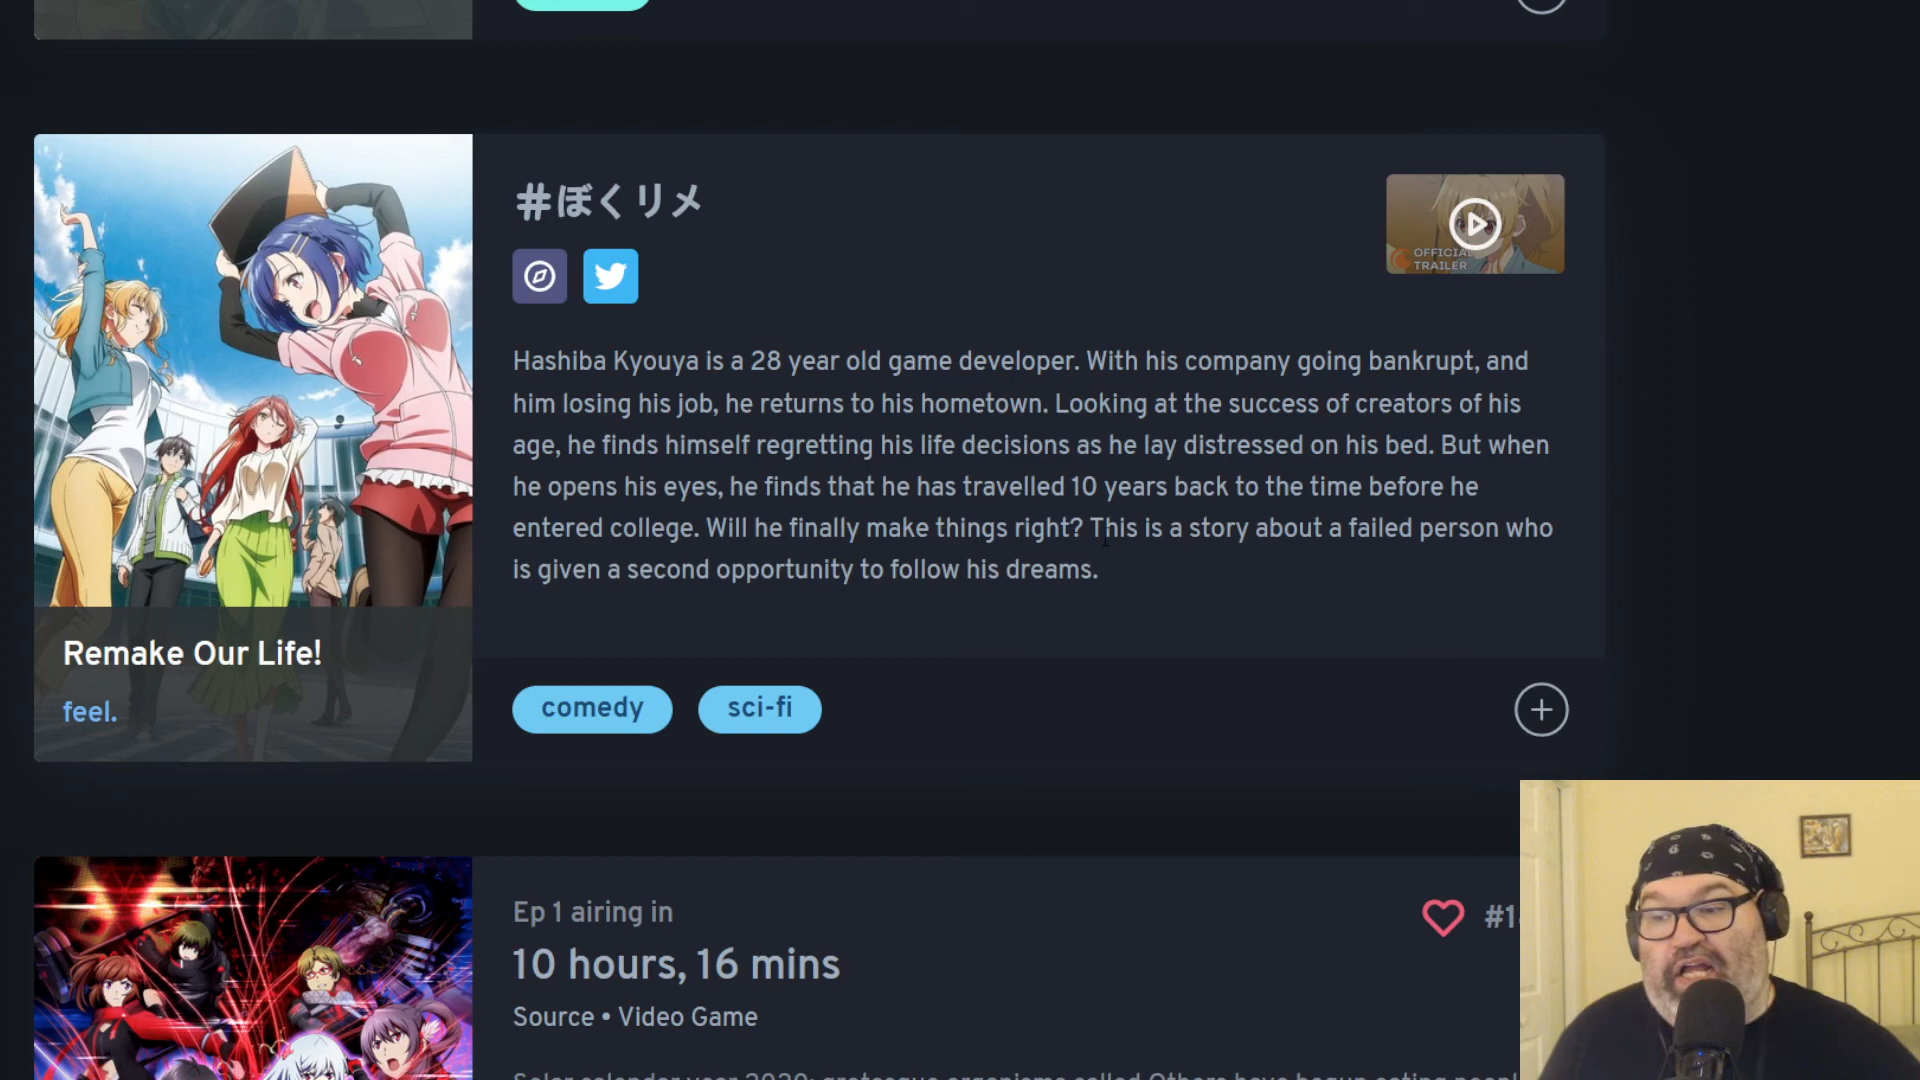 #ぼくリメ
OFFICIAL
TRAILER
Hashiba Kyouya is a 28 year old game developer. With his company going bankrupt, and
him losing his job, he returns to his hometown. Looking at the success of creators of his
age, he finds himself regretting his life decisions as he lay distressed on his bed. But when
he opens his eyes, he finds that he has travelled 10 years back to the time before he
entered college. Will he finally make things right? This is a story about a failed person who
is given a second opportunity to follow his dreams.
Remake Our Life!
feel.
comedy sci-fi
Ep 1 airing in
10 hours, 16 mins
Source • Video Game